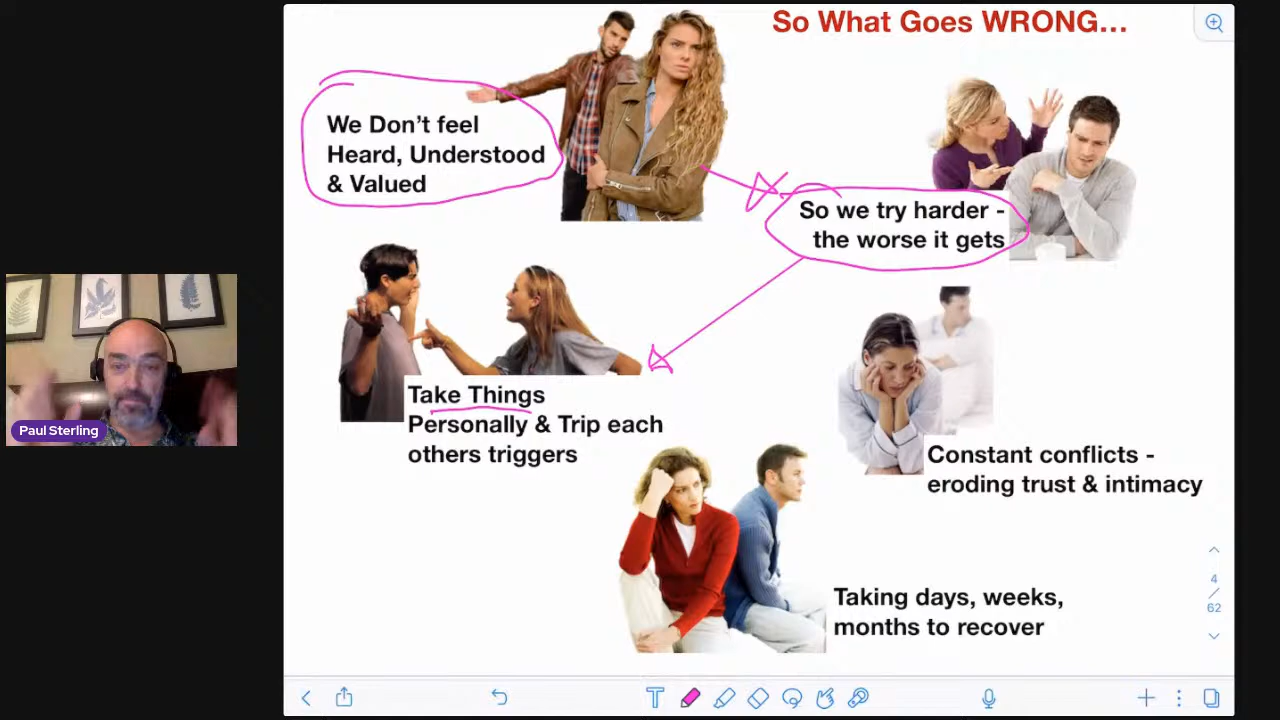 So What Goes WRONG...
We Don't feel
Heard, Understood
& Valued
So we try harder -
the worse it gets
Take Things
Personally & Trip each
others triggers
Constant conflicts -
eroding trust & intimacy
Taking days, weeks,
months to recover
Paul Sterling
4
/
62
T